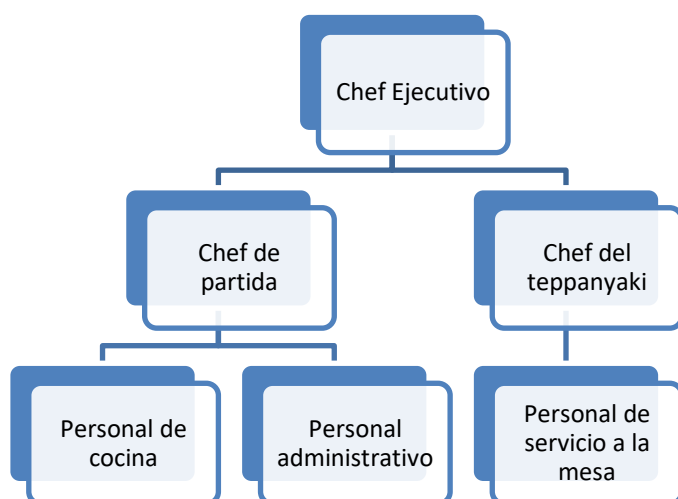 Chef Ejecutivo
Chef de
partida
Chef del
teppanyaki
Personal de
cocina
Personal
administrativo
Personal de
servicio a la
mesa